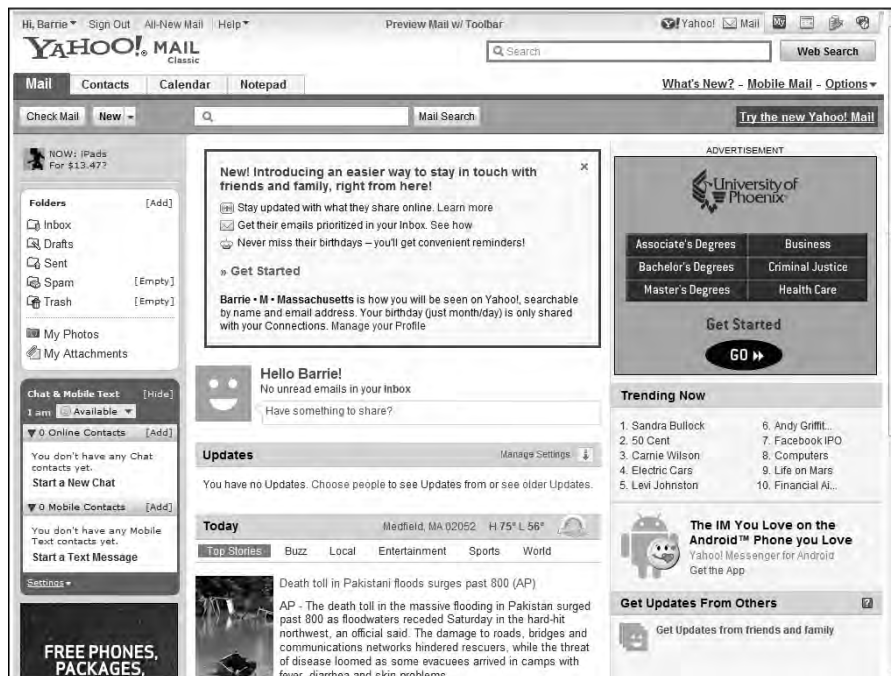 Hi, Barrie Sign Out All-New Mail Help Preview Mail w/ Toolbar Yahoo! Mail
YAHOO! MAIL
Classic
Search Web Search
Mail Contacts Calendar Notepad What's New? - Mobile Mail - Options
Check Mail New Mail Search Try the new Yahoo! Mail
NOW: iPads
For $13.47?
Folders [Add]
Inbox
Drafts
Sent
Spam [Empty]
Trash [Empty]
My Photos
My Attachments
Chat & Mobile Text [Hide]
I am Available
0 Online Contacts [Add]
You don't have any Chat
contacts yet.
Start a New Chat
0 Mobile Contacts [Add]
You don't have any Mobile
Text contacts yet.
Start a Text Message
Settings
FREE PHONES,
PACKAGES,
New! Introducing an easier way to stay in touch with
friends and family, right from here!
Stay updated with what they share online. Learn more
Get their emails prioritized in your Inbox. See how
Never miss their birthdays – you'll get convenient reminders!
» Get Started
Barrie • M • Massachusetts is how you will be seen on Yahoo!, searchable
by name and email address. Your birthday (just month/day) is only shared
with your Connections. Manage your Profile
Hello Barrie!
No unread emails in your Inbox
Have something to share?
Updates Manage Settings
You have no Updates. Choose people to see Updates from or see older Updates.
Today Medfield, MA 02052 H 75° L 56°
Top Stories Buzz Local Entertainment Sports World
Death toll in Pakistani floods surges past 800 (AP)
AP - The death toll in the massive flooding in Pakistan surged
past 800 as floodwaters receded Saturday in the hard-hit
northwest, an official said. The damage to roads, bridges and
communications networks hindered rescuers, while the threat
of disease loomed as some evacuees arrived in camps with
fever, diarrhea and skin problems.
ADVERTISEMENT
University of
Phoenix
Associate's Degrees Business
Bachelor's Degrees Criminal Justice
Master's Degrees Health Care
Get Started
GO
Trending Now
1. Sandra Bullock 6. Andy Griffit...
2. 50 Cent 7. Facebook IPO
3. Carnie Wilson 8. Computers
4. Electric Cars 9. Life on Mars
5. Levi Johnston 10. Financial Ai...
The IM You Love on the
Android™ Phone you Love
Yahoo! Messenger for Android
Get the App
Get Updates From Others ?
Get Updates from friends and family